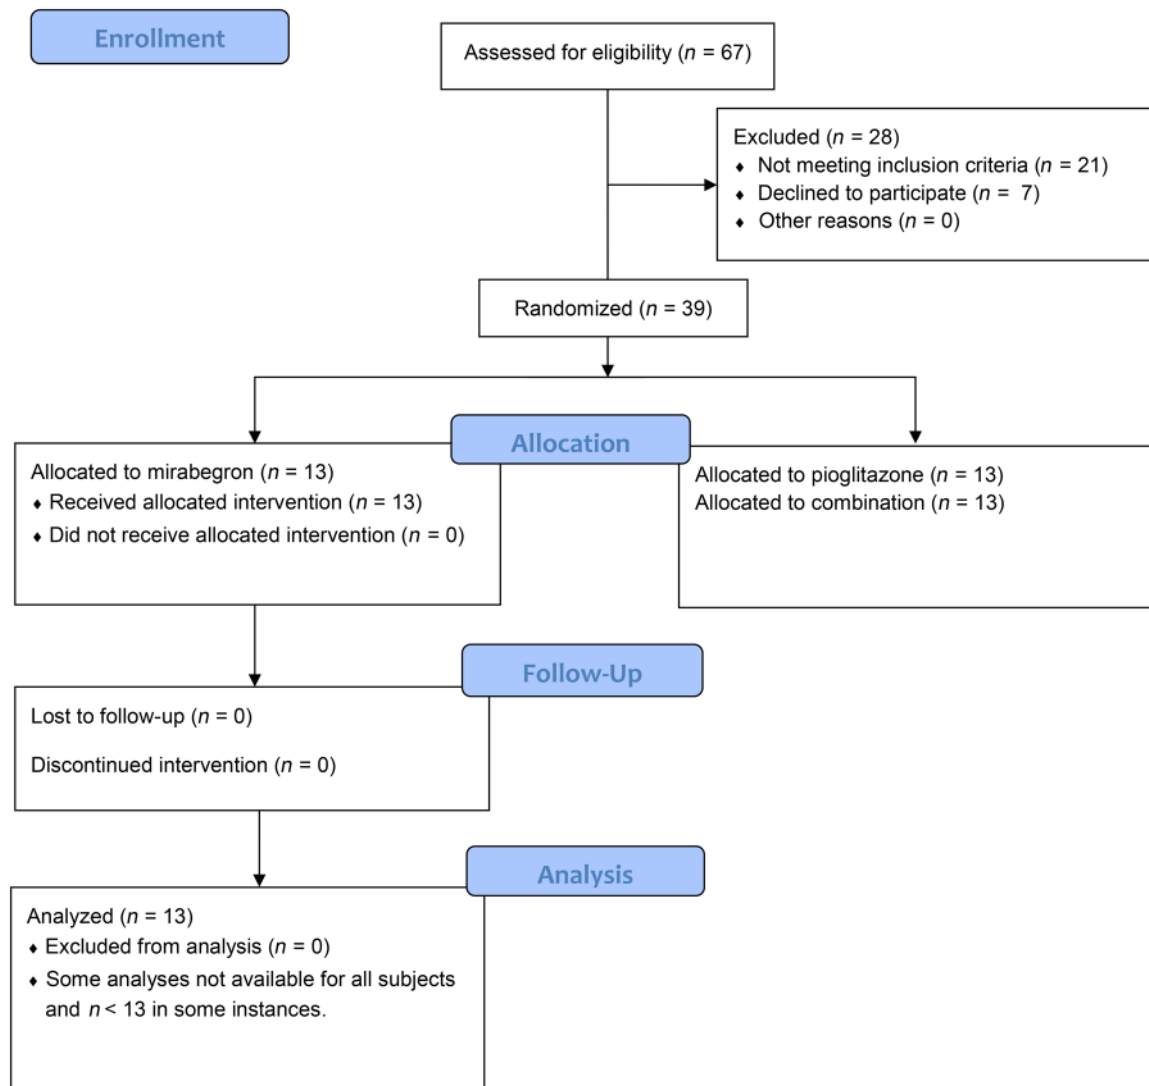 Enrollment
Assessed for eligibility (n = 67)
Excluded (n = 28)
♦ Not meeting inclusion criteria (n = 21)
♦ Declined to participate (n = 7)
♦ Other reasons (n = 0)
Randomized (n = 39)
Allocation
Allocated to mirabegron (n = 13)
♦ Received allocated intervention (n = 13)
♦ Did not receive allocated intervention (n = 0)
Allocated to pioglitazone (n = 13)
Allocated to combination (n = 13)
Follow-Up
Lost to follow-up (n = 0)
Discontinued intervention (n = 0)
Analysis
Analyzed (n = 13)
♦ Excluded from analysis (n = 0)
♦ Some analyses not available for all subjects
and n < 13 in some instances.